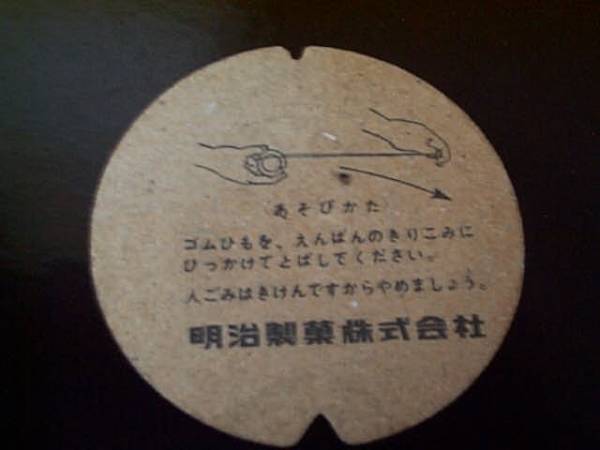 〈あそびかた〉
ゴムひもを、えんばんのきりこみに
ひっかけてとばしてください。
人ごみはきけんですからやめましょう。
明治製菓株式会社